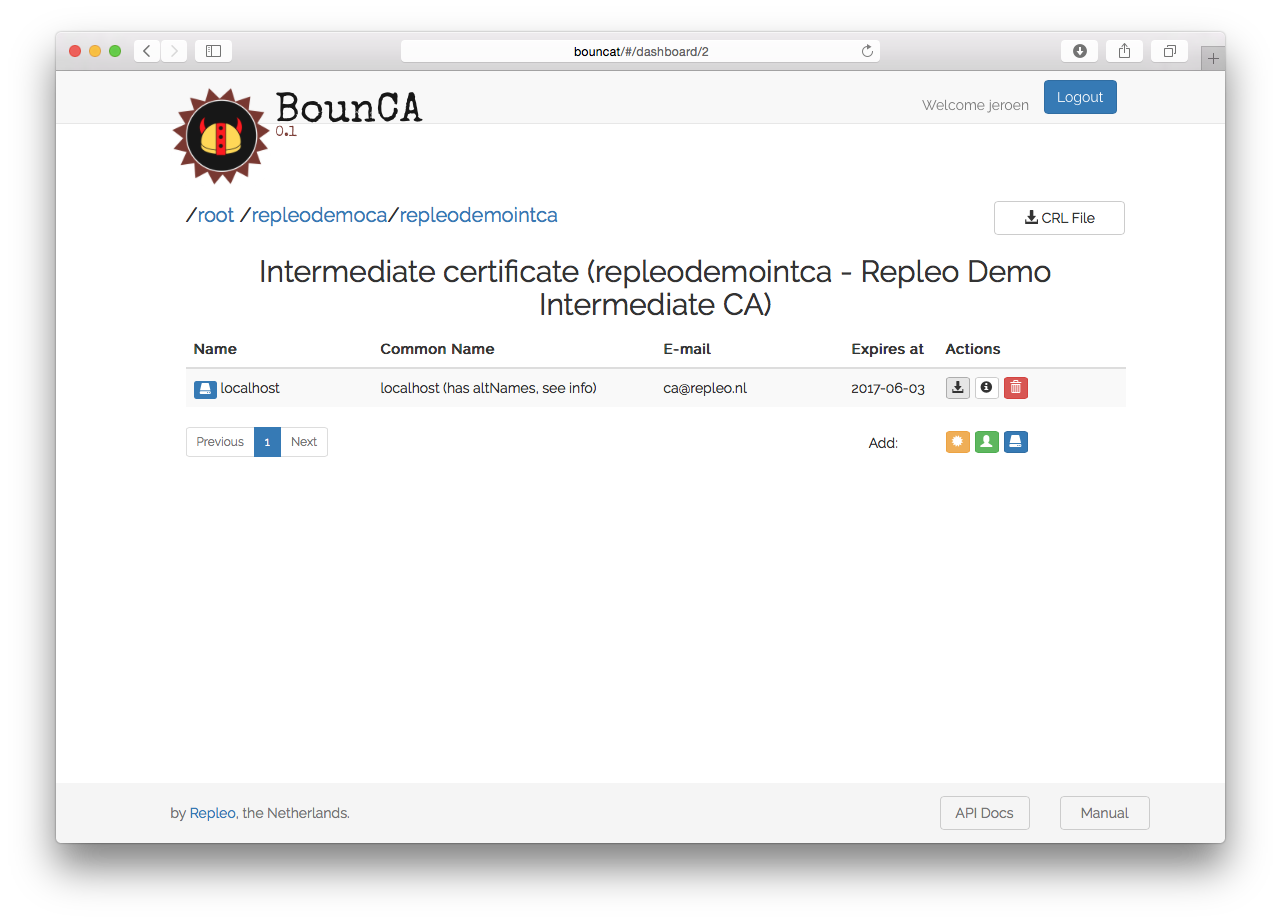 bouncat/#/dashboard/2
BounCA
0.1
Welcome jeroen
Logout
/root /repleodemoca/repleodemointca
CRL File
Intermediate certificate (repleodemointca - Repleo Demo
Intermediate CA)
Name Common Name E-mail Expires at Actions
localhost localhost (has altNames, see info) ca@repleo.nl 2017-06-03
Previous 1 Next Add:
by Repleo, the Netherlands. API Docs Manual